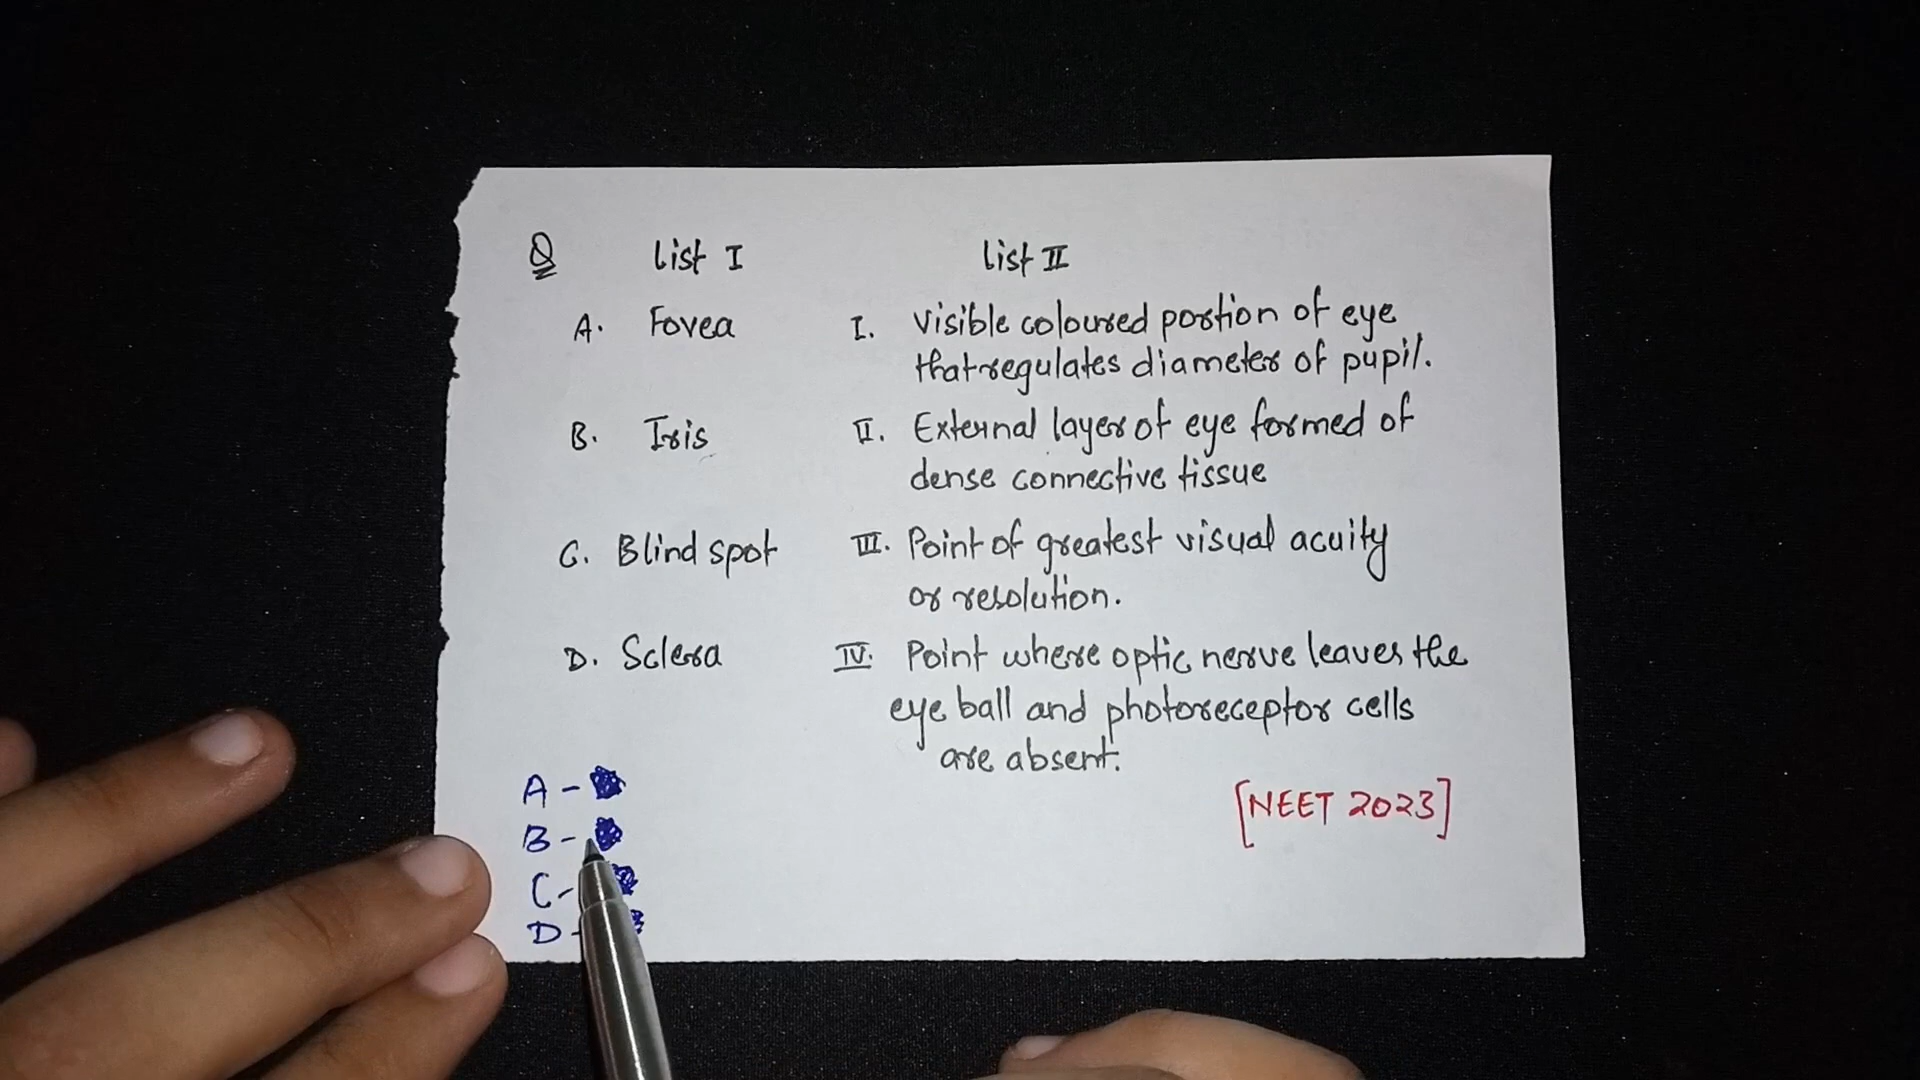 Q List I List II
A. Fovea I. Visible coloured portion of eye
that regulates diameter of pupil.
B. Iris II. External layer of eye formed of
dense connective tissue
C. Blind spot III. Point of greatest visual acuity
or resolution.
D. Sclera IV. Point where optic nerve leaves the
eye ball and photoreceptor cells
are absent.
[NEET 2023]
A -
B -
C -
D -